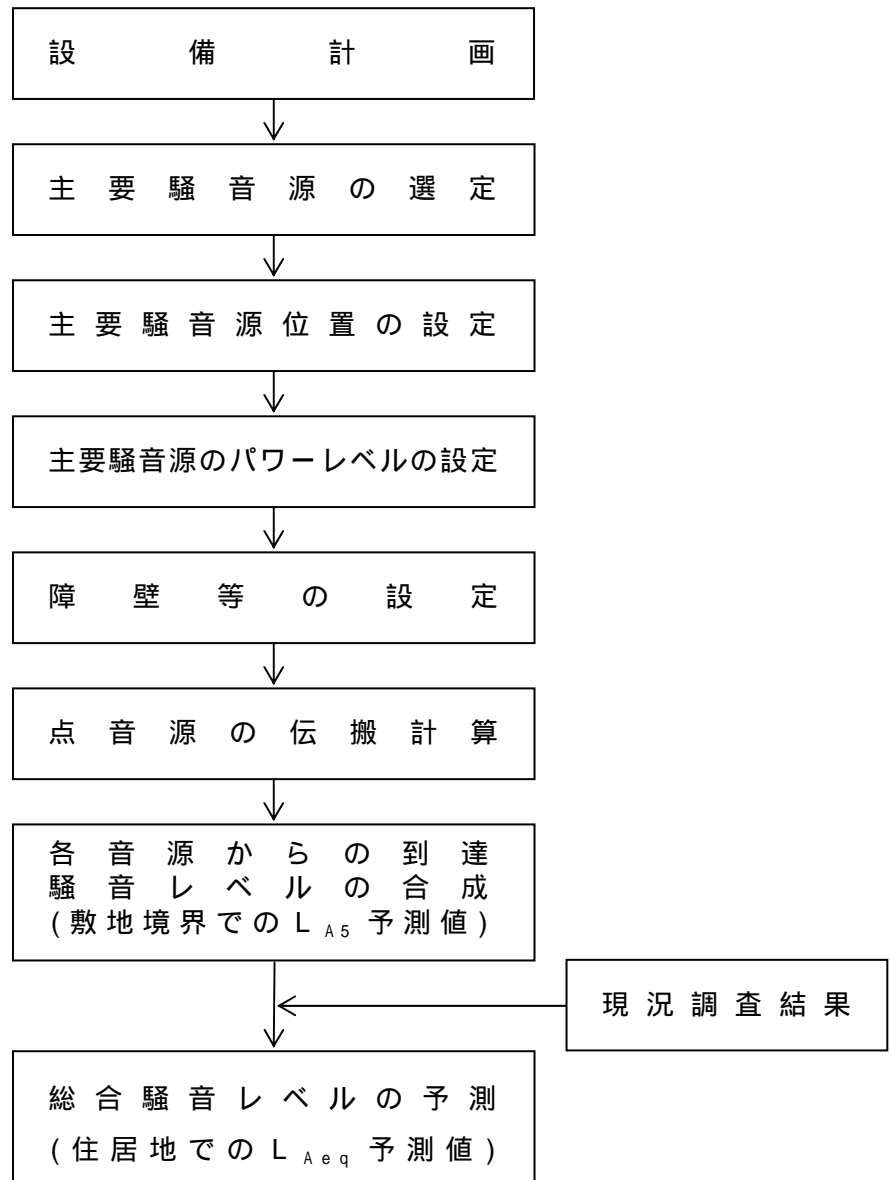 設備計画
主要騒音源の選定
主要騒音源位置の設定
主要騒音源のパワーレベルの設定
障壁等の設定
点音源の伝搬計算
各音源からの到達
騒音レベルの合成
(敷地境界でのLA5予測値)
現況調査結果
総合騒音レベルの予測
(住居地でのLAeq予測値)